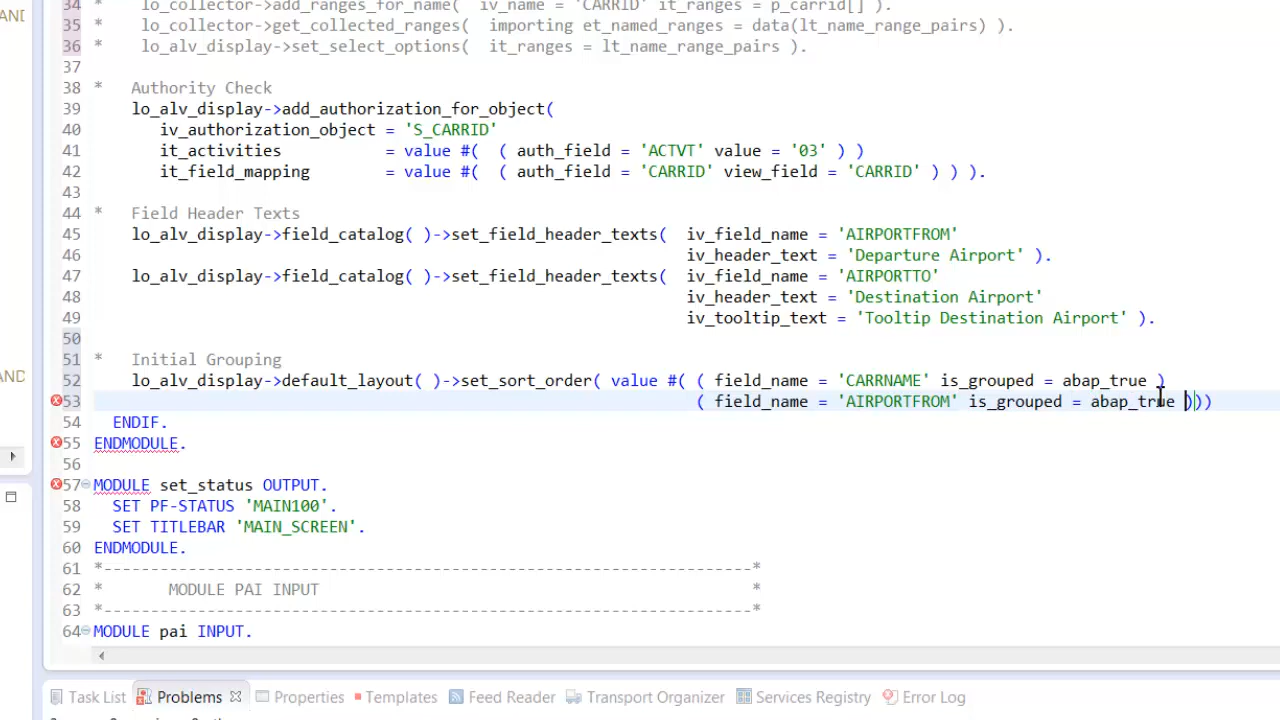 AND
34 * lo_collector->add_ranges_for_name( iv_name = 'CARRID' it_ranges = p_carrid[] ).
35 * lo_collector->get_collected_ranges( importing et_named_ranges = data(lt_name_range_pairs) ).
36 * lo_alv_display->set_select_options( it_ranges = lt_name_range_pairs ).
37
38 * Authority Check
39 lo_alv_display->add_authorization_for_object(
40 iv_authorization_object = 'S_CARRID'
41 it_activities = value #( ( auth_field = 'ACTVT' value = '03' ) )
42 it_field_mapping = value #( ( auth_field = 'CARRID' view_field = 'CARRID' ) ) ).
43
44 * Field Header Texts
45 lo_alv_display->field_catalog( )->set_field_header_texts( iv_field_name = 'AIRPORTFROM'
46 iv_header_text = 'Departure Airport' ).
47 lo_alv_display->field_catalog( )->set_field_header_texts( iv_field_name = 'AIRPORTTO'
48 iv_header_text = 'Destination Airport'
49 iv_tooltip_text = 'Tooltip Destination Airport' ).
50
51 * Initial Grouping
52 lo_alv_display->default_layout( )->set_sort_order( value #( ( field_name = 'CARRNAME' is_grouped = abap_true )
AND
53 ( field_name = 'AIRPORTFROM' is_grouped = abap_true )))
54 ENDIF.
55 ENDMODULE.
56
57 MODULE set_status OUTPUT.
58 SET PF-STATUS 'MAIN100'.
59 SET TITLEBAR 'MAIN_SCREEN'.
60 ENDMODULE.
61 *---------------------------------------------------------------------*
62 * MODULE PAI INPUT *
63 *---------------------------------------------------------------------*
64 MODULE pai INPUT.
Task List Problems Properties Templates Feed Reader Transport Organizer Services Registry Error Log